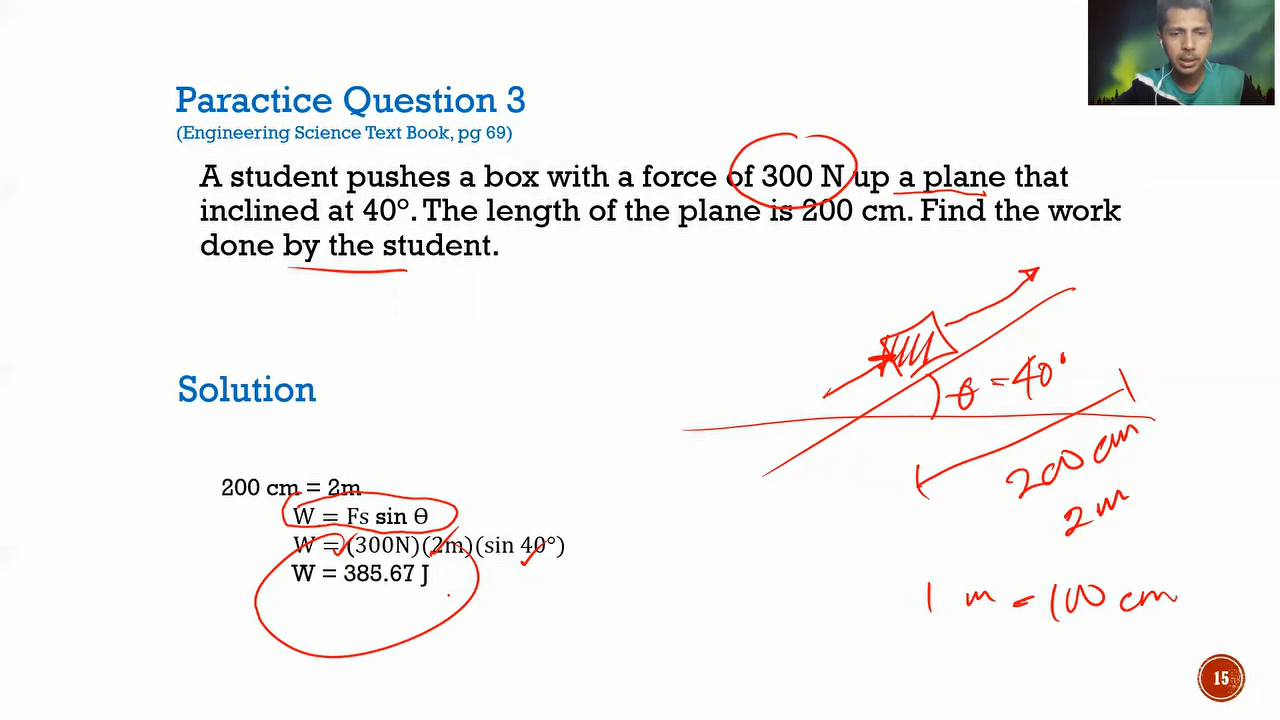 Paractice Question 3
(Engineering Science Text Book, pg 69)
A student pushes a box with a force of 300 N up a plane that
inclined at 40°. The length of the plane is 200 cm. Find the work
done by the student.
θ = 40°
Solution
200 cm
2 m
200 cm = 2m
W = Fs sin Ө
W = (300N)(2m)(sin 40°)
W = 385.67 J
1 m = 100 cm
15